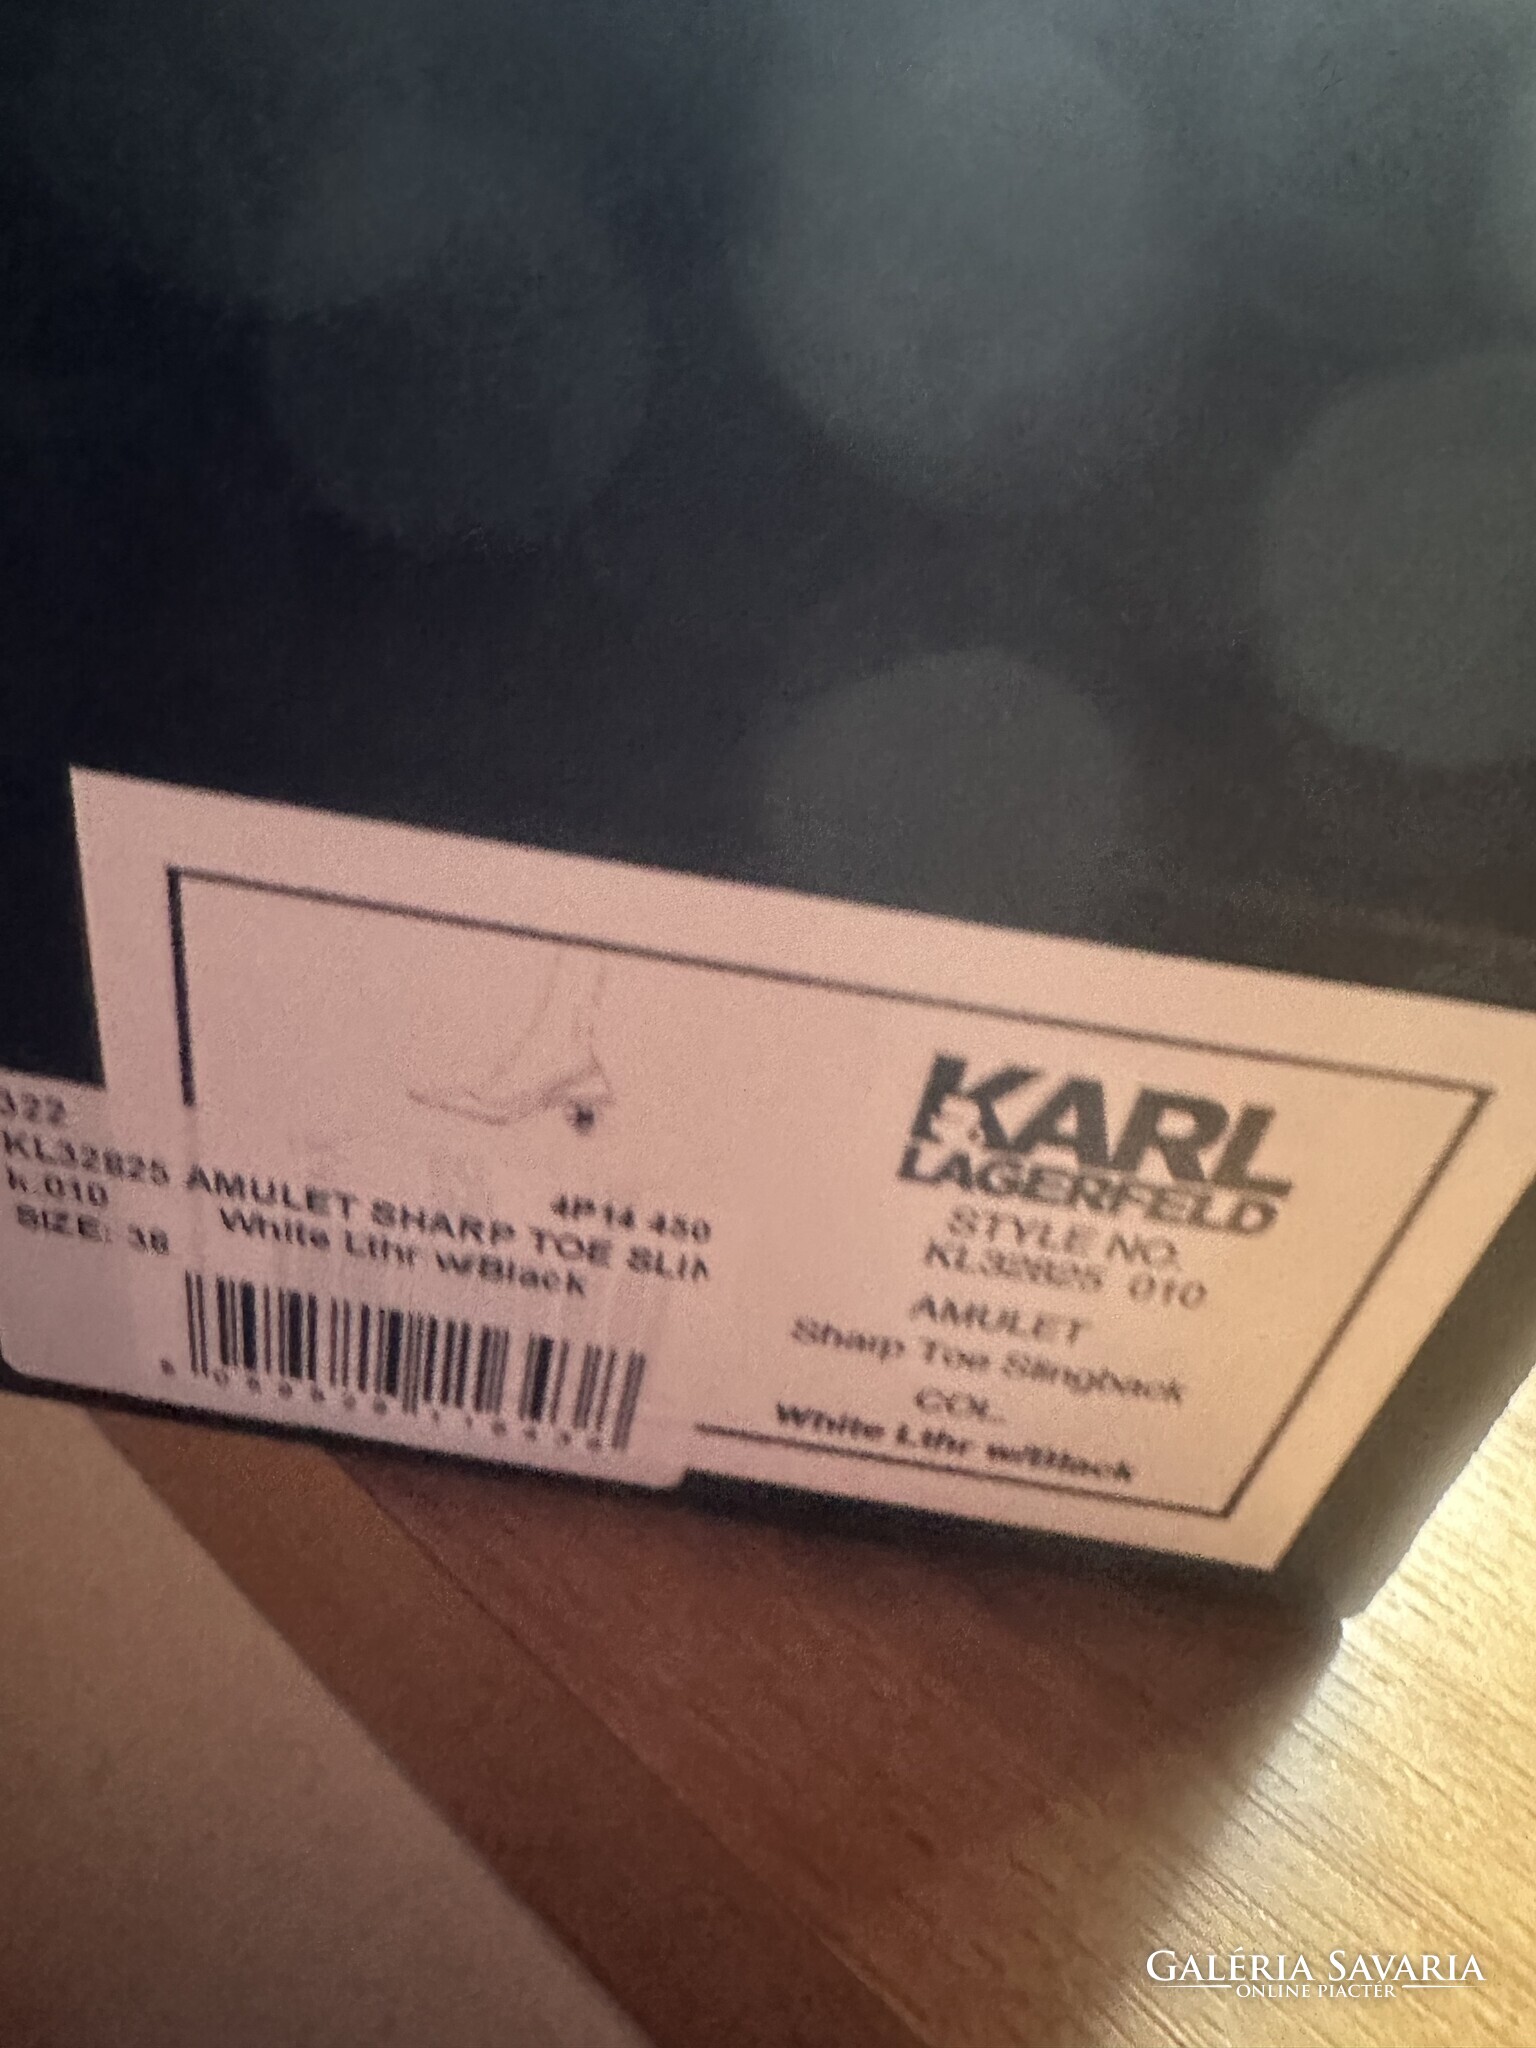 322
KL32825 AMULET SHARP TOE SLIN
k.010
4P14 450
SIZE: 38
White Lthr w/Black
KARL
LAGERFELD
STYLE NO.
KL32825 010
AMULET
Sharp Toe Slingback
COL.
White Lthr w/Black
GALÉRIA SAVARIA
ONLINE PIACTÉR